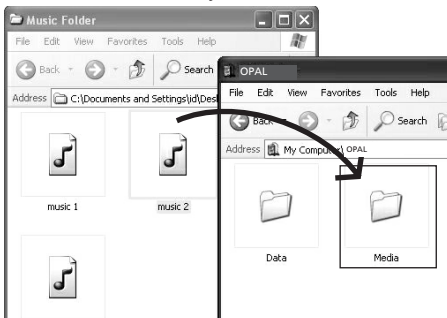 Music Folder
File Edit View Favorites Tools Help
Back Search
Address C:\Documents and Settings\id\Des
music 1
music 2
OPAL
File Edit View Favorites Tools Help
Back Search
Address My Computer\ OPAL
Data
Media